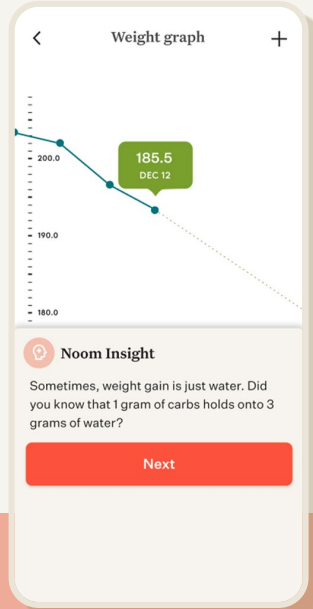 Weight graph
185.5
DEC 12
200.0
190.0
180.0
Noom Insight
Sometimes, weight gain is just water. Did
you know that 1 gram of carbs holds onto 3
grams of water?
Next